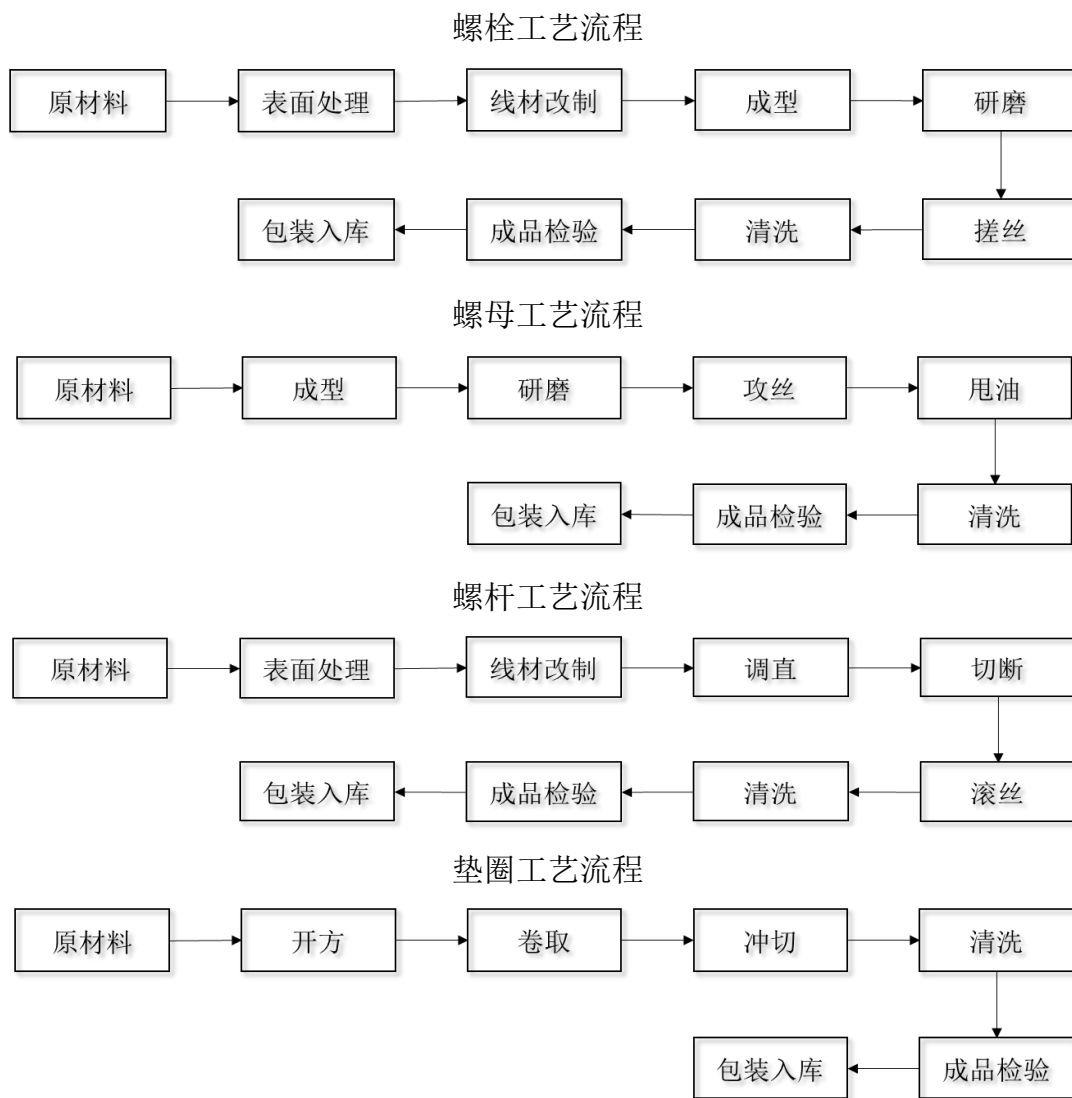 螺栓工艺流程
原材料 表面处理 线材改制 成型 研磨
包装入库 成品检验 清洗 搓丝
螺母工艺流程
原材料 成型 研磨 攻丝 甩油
包装入库 成品检验 清洗
螺杆工艺流程
原材料 表面处理 线材改制 调直 切断
包装入库 成品检验 清洗 滚丝
垫圈工艺流程
原材料 开方 卷取 冲切 清洗
包装入库 成品检验